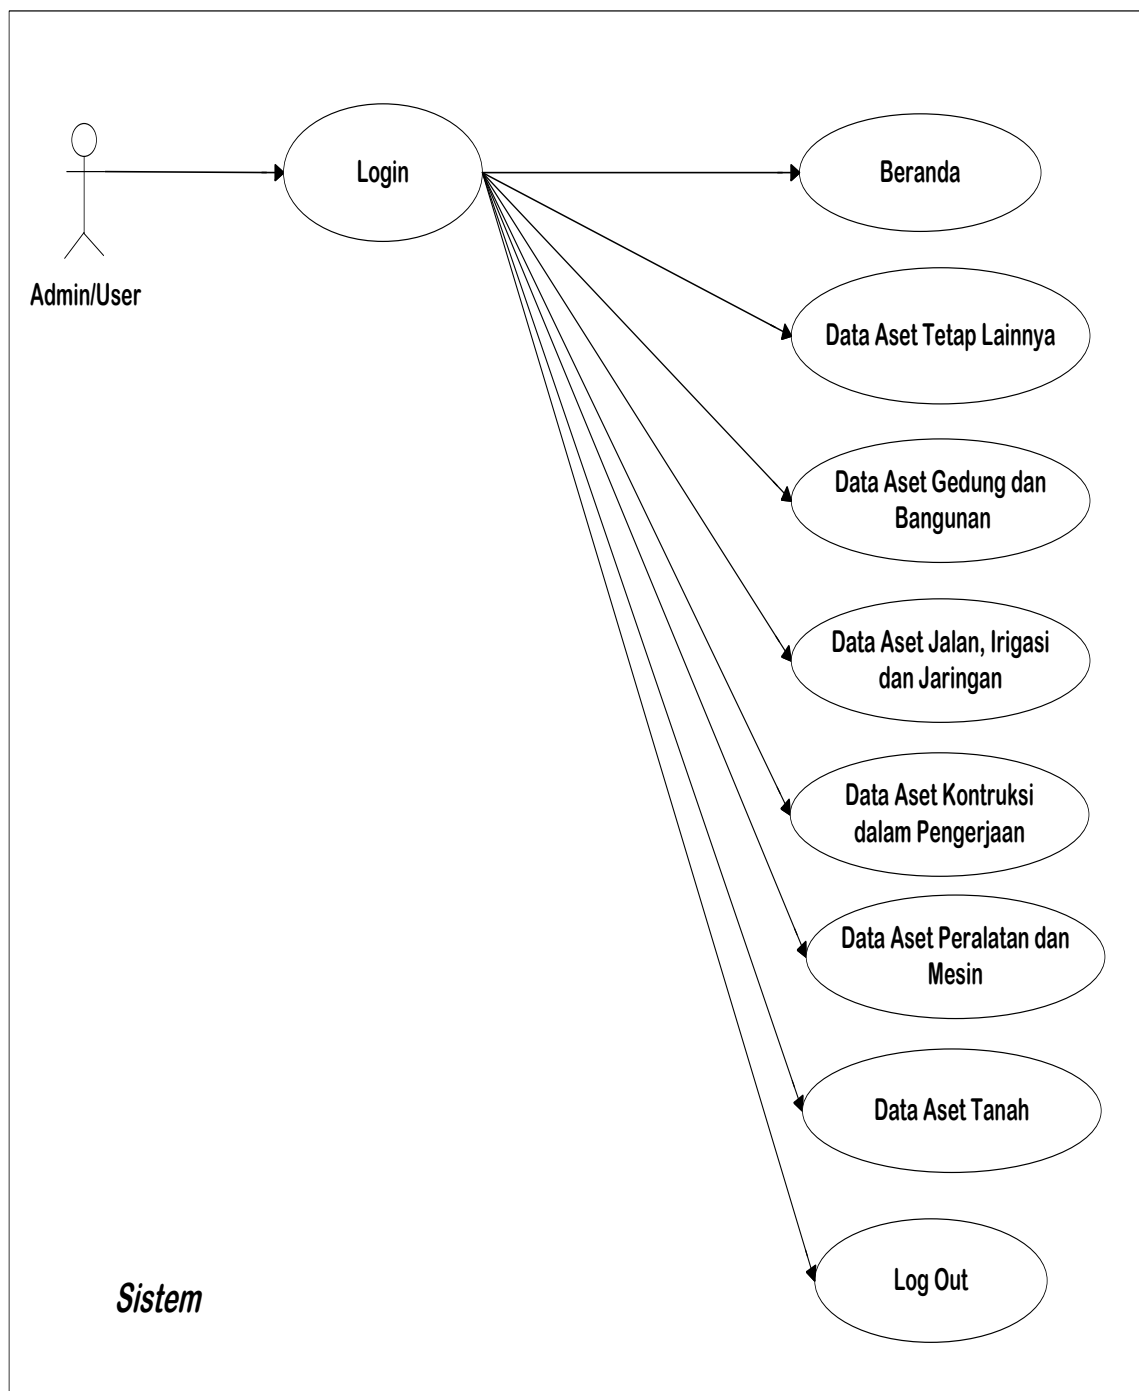 Login
Beranda
Admin/User
Data Aset Tetap Lainnya
Data Aset Gedung dan
Bangunan
Data Aset Jalan, Irigasi
dan Jaringan
Data Aset Kontruksi
dalam Pengerjaan
Data Aset Peralatan dan
Mesin
Data Aset Tanah
Log Out
Sistem